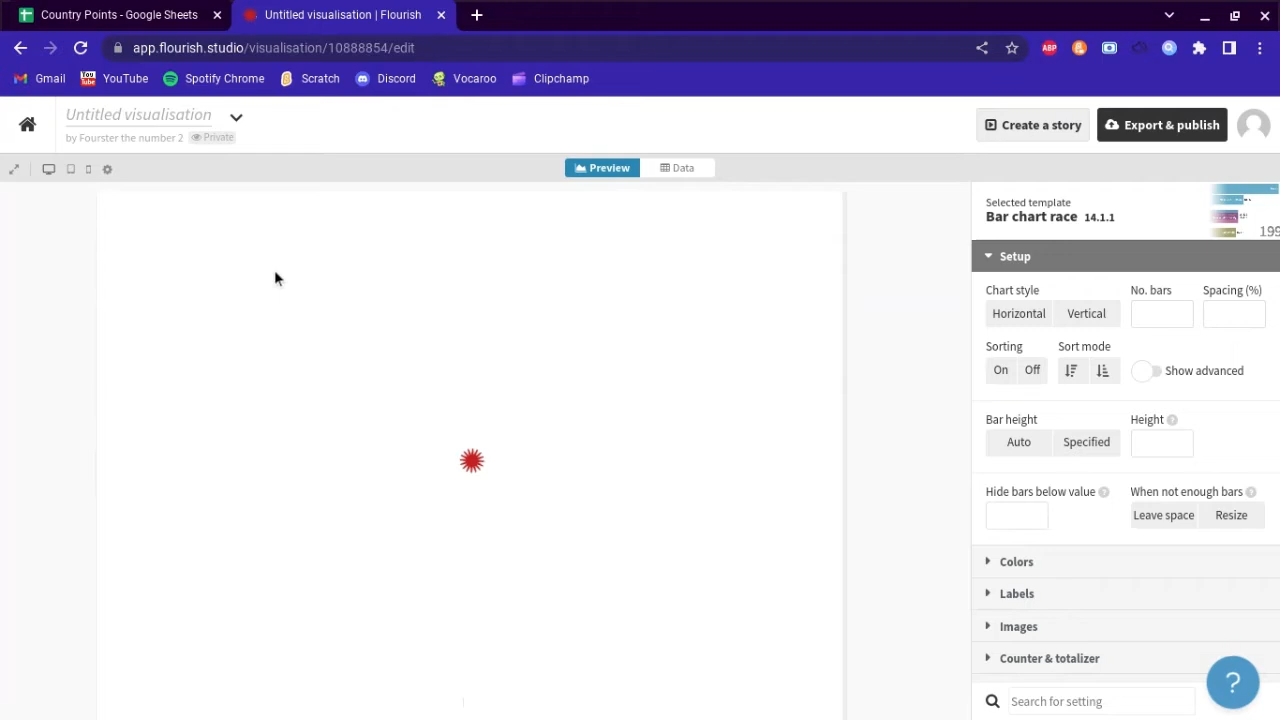 Country Points - Google Sheets
Untitled visualisation | Flourish
app.flourish.studio/visualisation/10888854/edit
ABP
Gmail
YouTube
Spotify Chrome
Scratch
Discord
Vocaroo
Clipchamp
Untitled visualisation
by Fourster the number 2 Private
Create a story
Export & publish
Preview
Data
Selected template
Bar chart race 14.1.1
199
Setup
Chart style No. bars Spacing (%)
Horizontal Vertical
Sorting Sort mode
On Off Show advanced
Bar height Height ?
Auto Specified
Hide bars below value ? When not enough bars ?
Leave space Resize
Colors
Labels
Images
Counter & totalizer
Search for setting
?